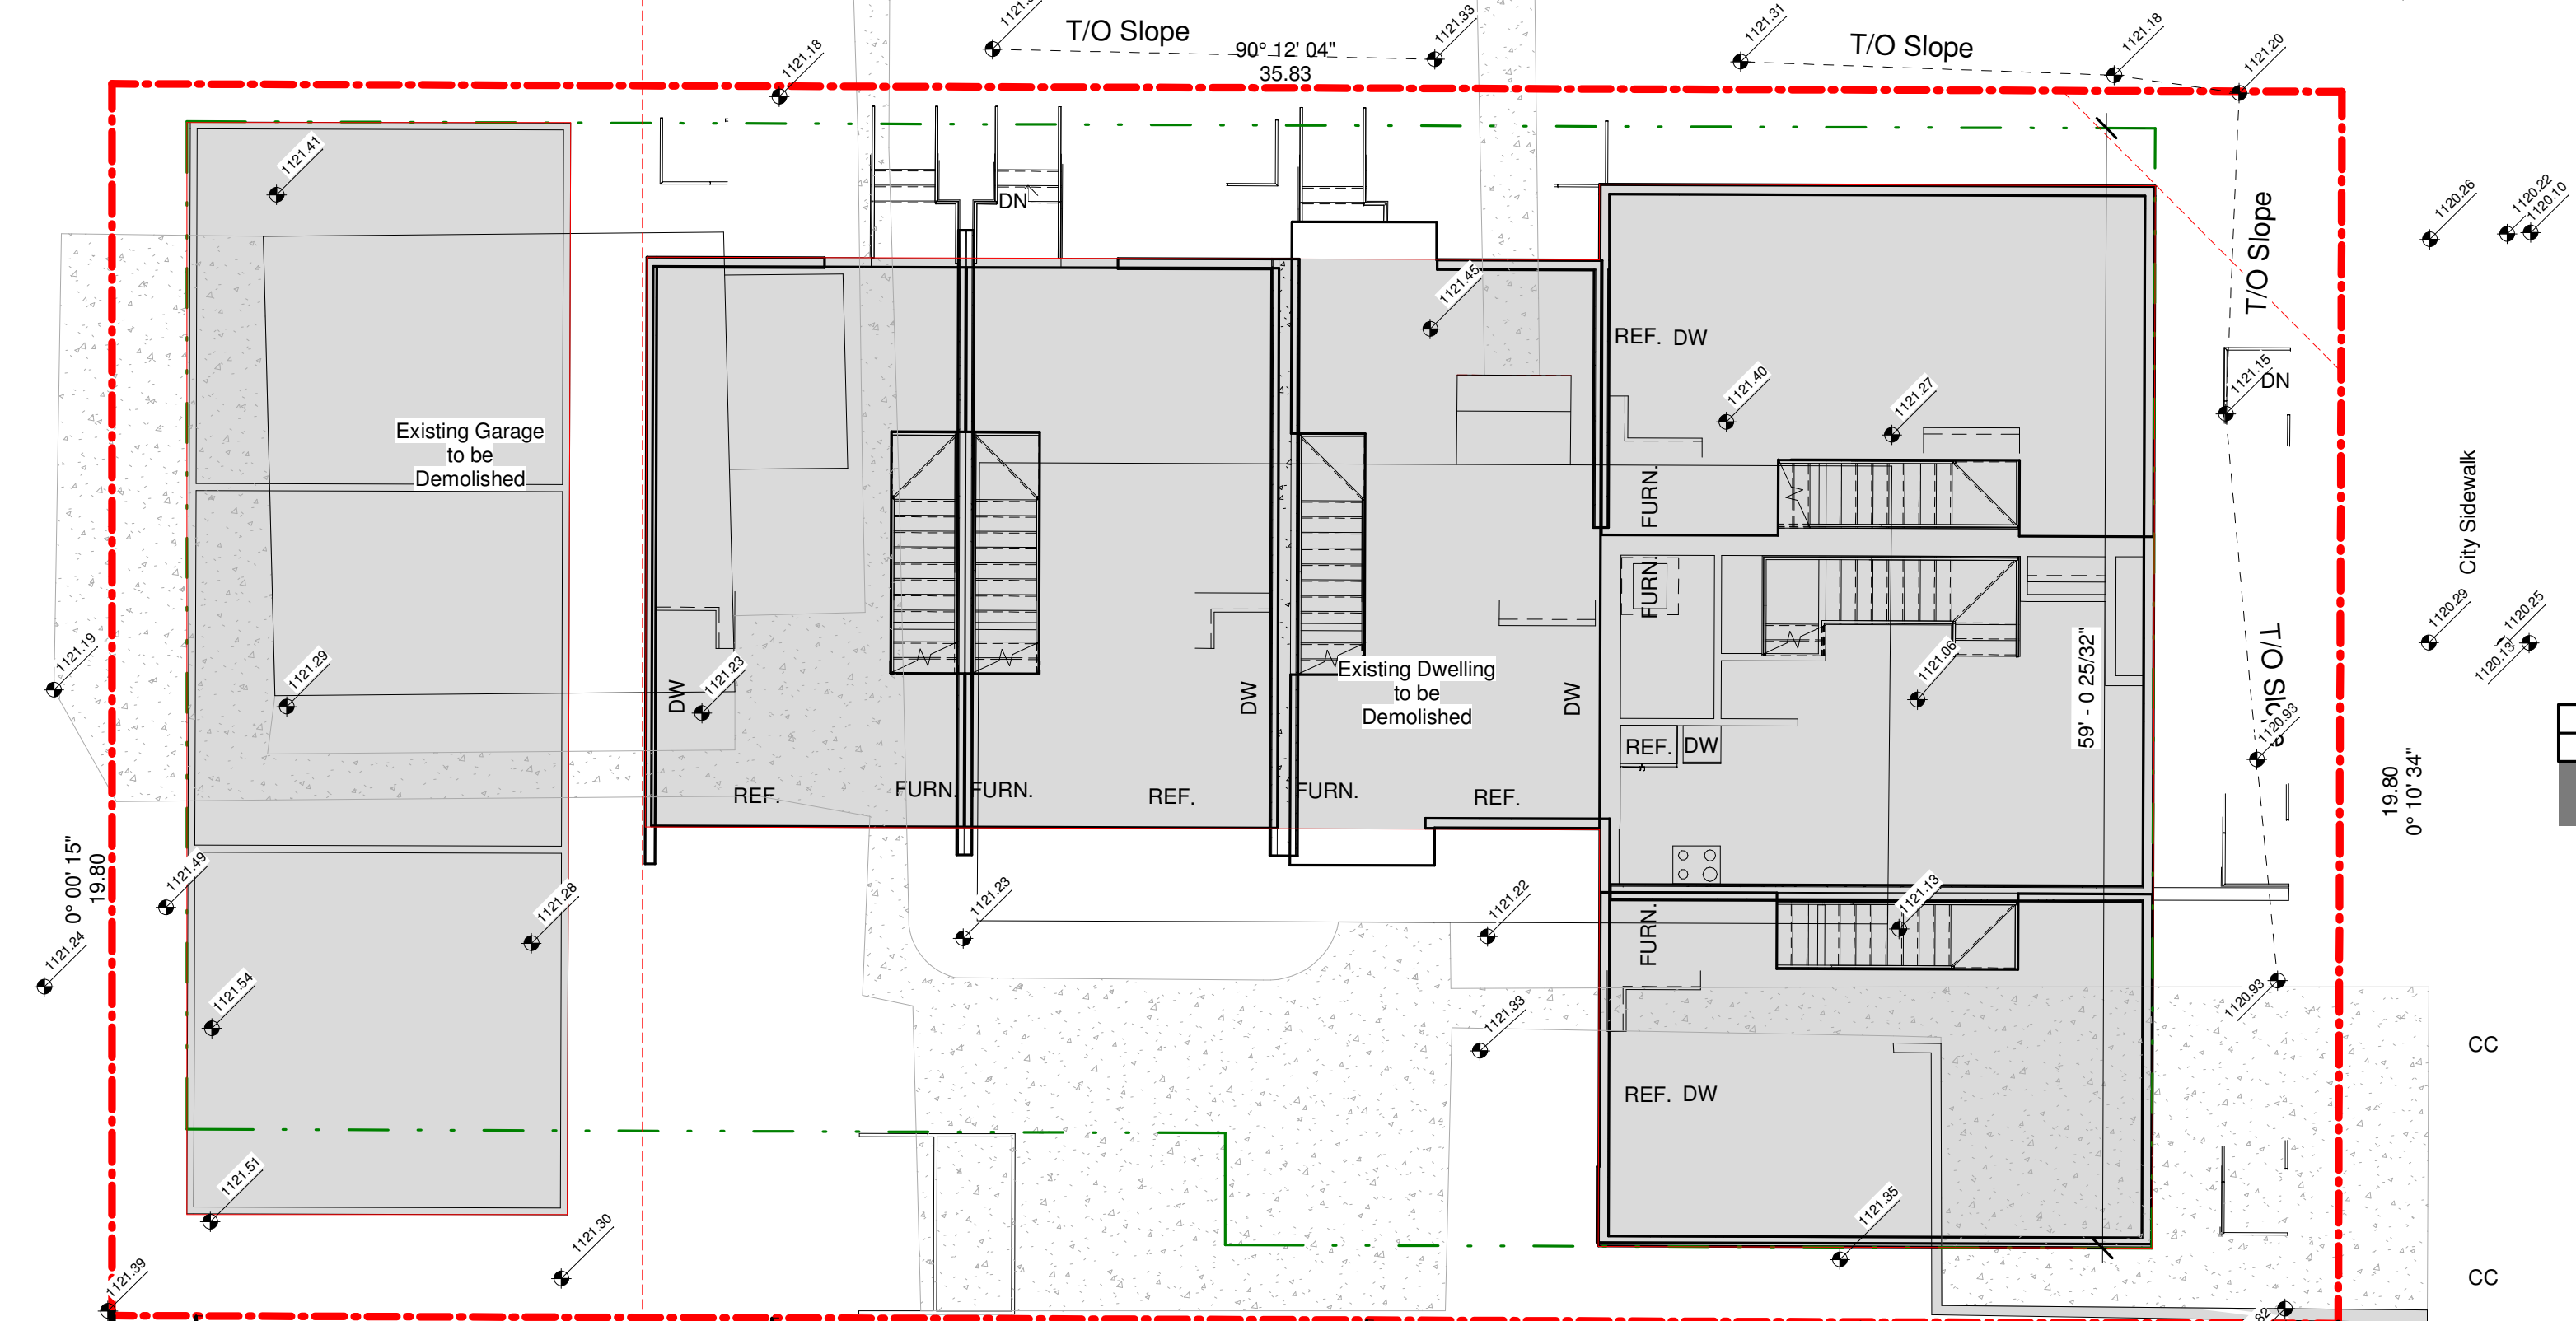 T/O Slope
90° 12' 04"
35.83
1121.18
1121.33
1121.31
T/O Slope
1121.18
1121.20
1121.41
DN
1120.26
1120.22
1120.10
T/O Slope
1121.45
REF. DW
1121.40
1121.27
1121.15
DN
Existing Garage
to be
Demolished
FURN.
FURN.
City Sidewalk
1121.19
1121.29
1121.23
DW
DW
Existing Dwelling
to be
Demolished
DW
1121.06
59' - 0 25/32"
1120.29
1120.25
1120.13
1120.93
REF.
DW
REF.
FURN.
FURN.
REF.
FURN.
REF.
19.80
0° 10' 34"
0° 00' 15"
19.80
1121.49
1121.28
1121.24
1121.54
1121.23
1121.22
1121.13
FURN.
1121.33
1120.93
CC
REF. DW
1121.51
1121.30
1121.35
1121.39
CC